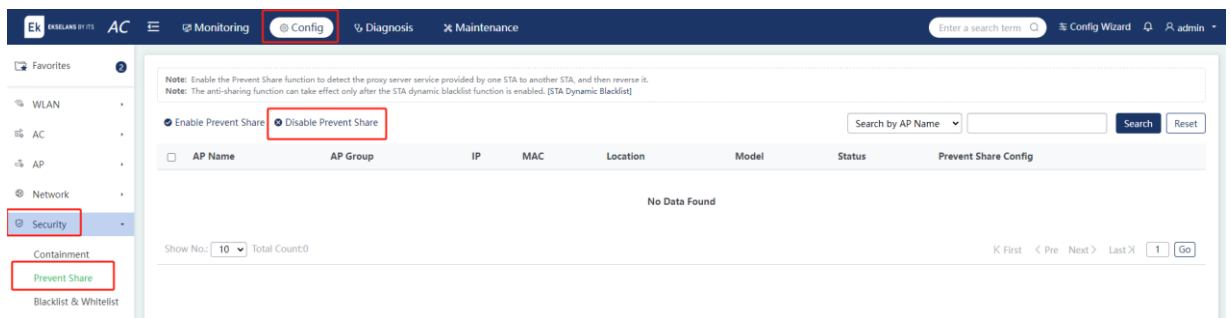 Ek EKSELANS BY ITS AC Monitoring Config Diagnosis Maintenance Enter a search term Config Wizard admin
Favorites 2
Note: Enable the Prevent Share function to detect the proxy server service provided by one STA to another STA, and then reverse it.
Note: The anti-sharing function can take effect only after the STA dynamic blacklist function is enabled. [STA Dynamic Blacklist]
WLAN
Enable Prevent Share Disable Prevent Share Search by AP Name Search Reset
AC
AP Name AP Group IP MAC Location Model Status Prevent Share Config
AP
Network
No Data Found
Security
Containment
Show No.: 10 Total Count:0 First Pre Next Last 1 Go
Prevent Share
Blacklist & Whitelist